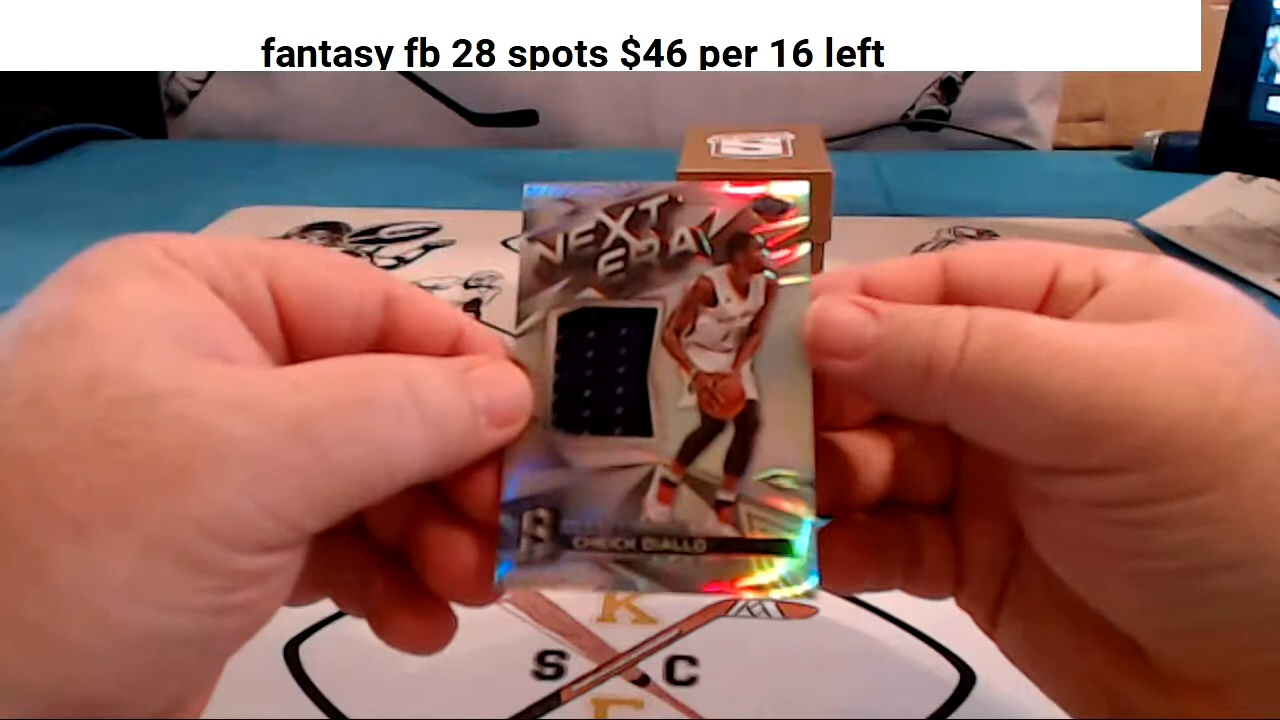 fantasy fb 28 spots $46 per 16 left
NEXT
ERA
CHEICK DIALLO
K
S C